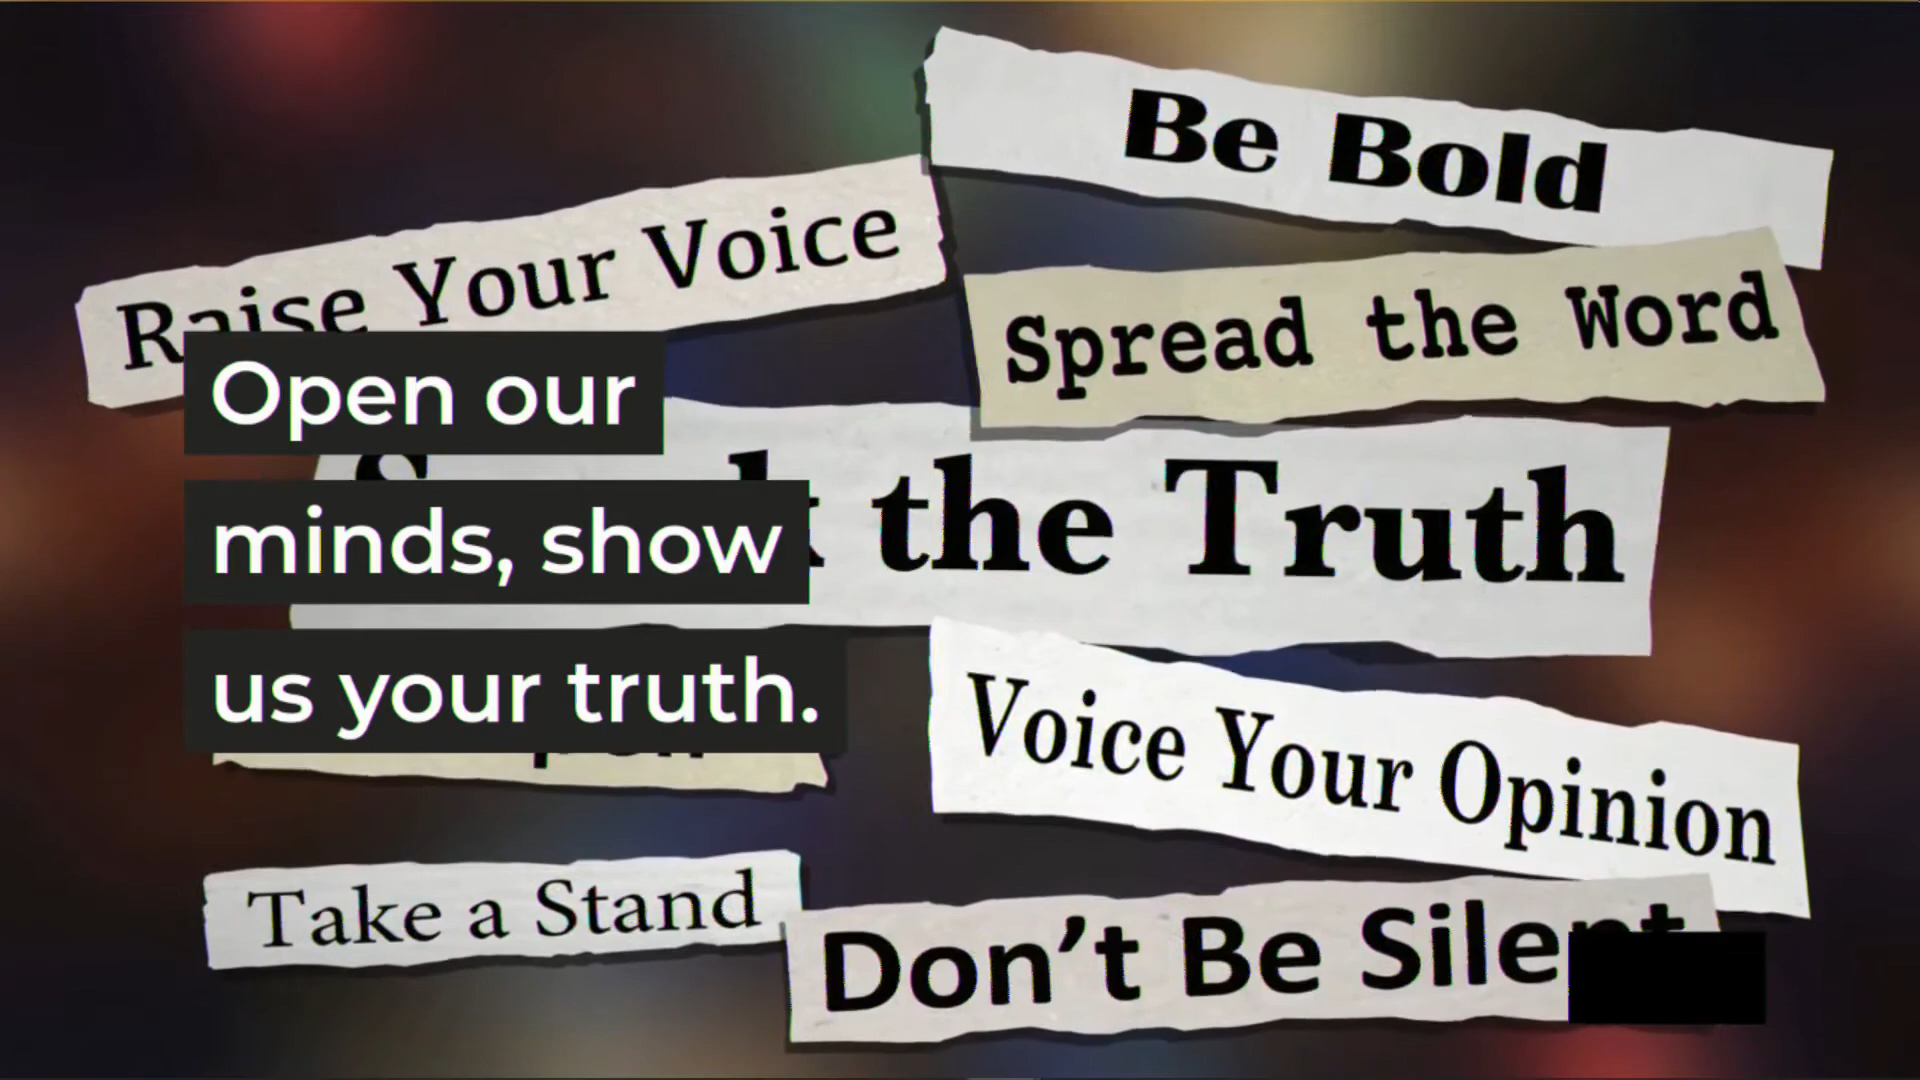 Be Bold
Raise Your Voice
Spread the Word
Open our
the Truth
minds, show
us your truth.
Voice Your Opinion
Take a Stand
Don't Be Silent